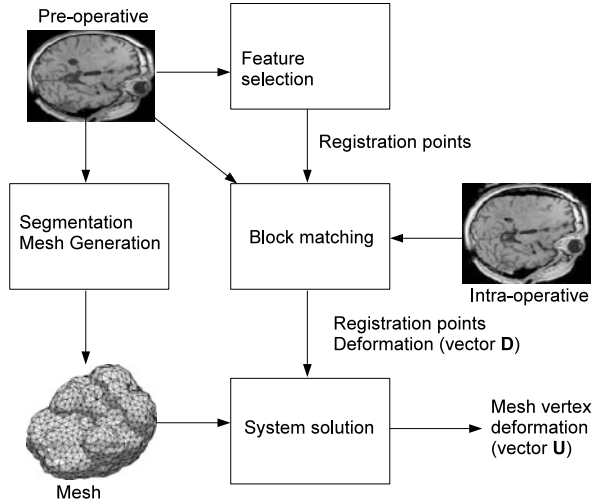 Pre-operative
Feature
selection
Registration points
Segmentation
Mesh Generation
Block matching
Intra-operative
Registration points
Deformation (vector D)
System solution
Mesh vertex
deformation
(vector U)
Mesh